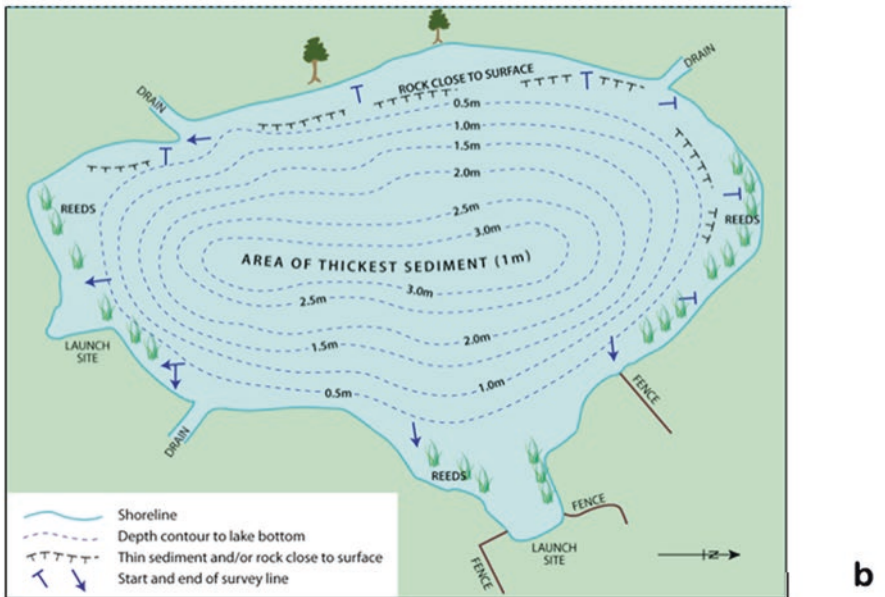 DRAIN
ROCK CLOSE TO SURFACE
DRAIN
0.5m
1.0m
1.5m
2.0m
2.5m
3.0m
REEDS
REEDS
AREA OF THICKEST SEDIMENT (1m)
3.0m
2.5m
2.0m
1.5m
1.0m
0.5m
LAUNCH
SITE
DRAIN
FENCE
REEDS
FENCE
LAUNCH
SITE
FENCE
Shoreline
Depth contour to lake bottom
Thin sediment and/or rock close to surface
Start and end of survey line
N
b